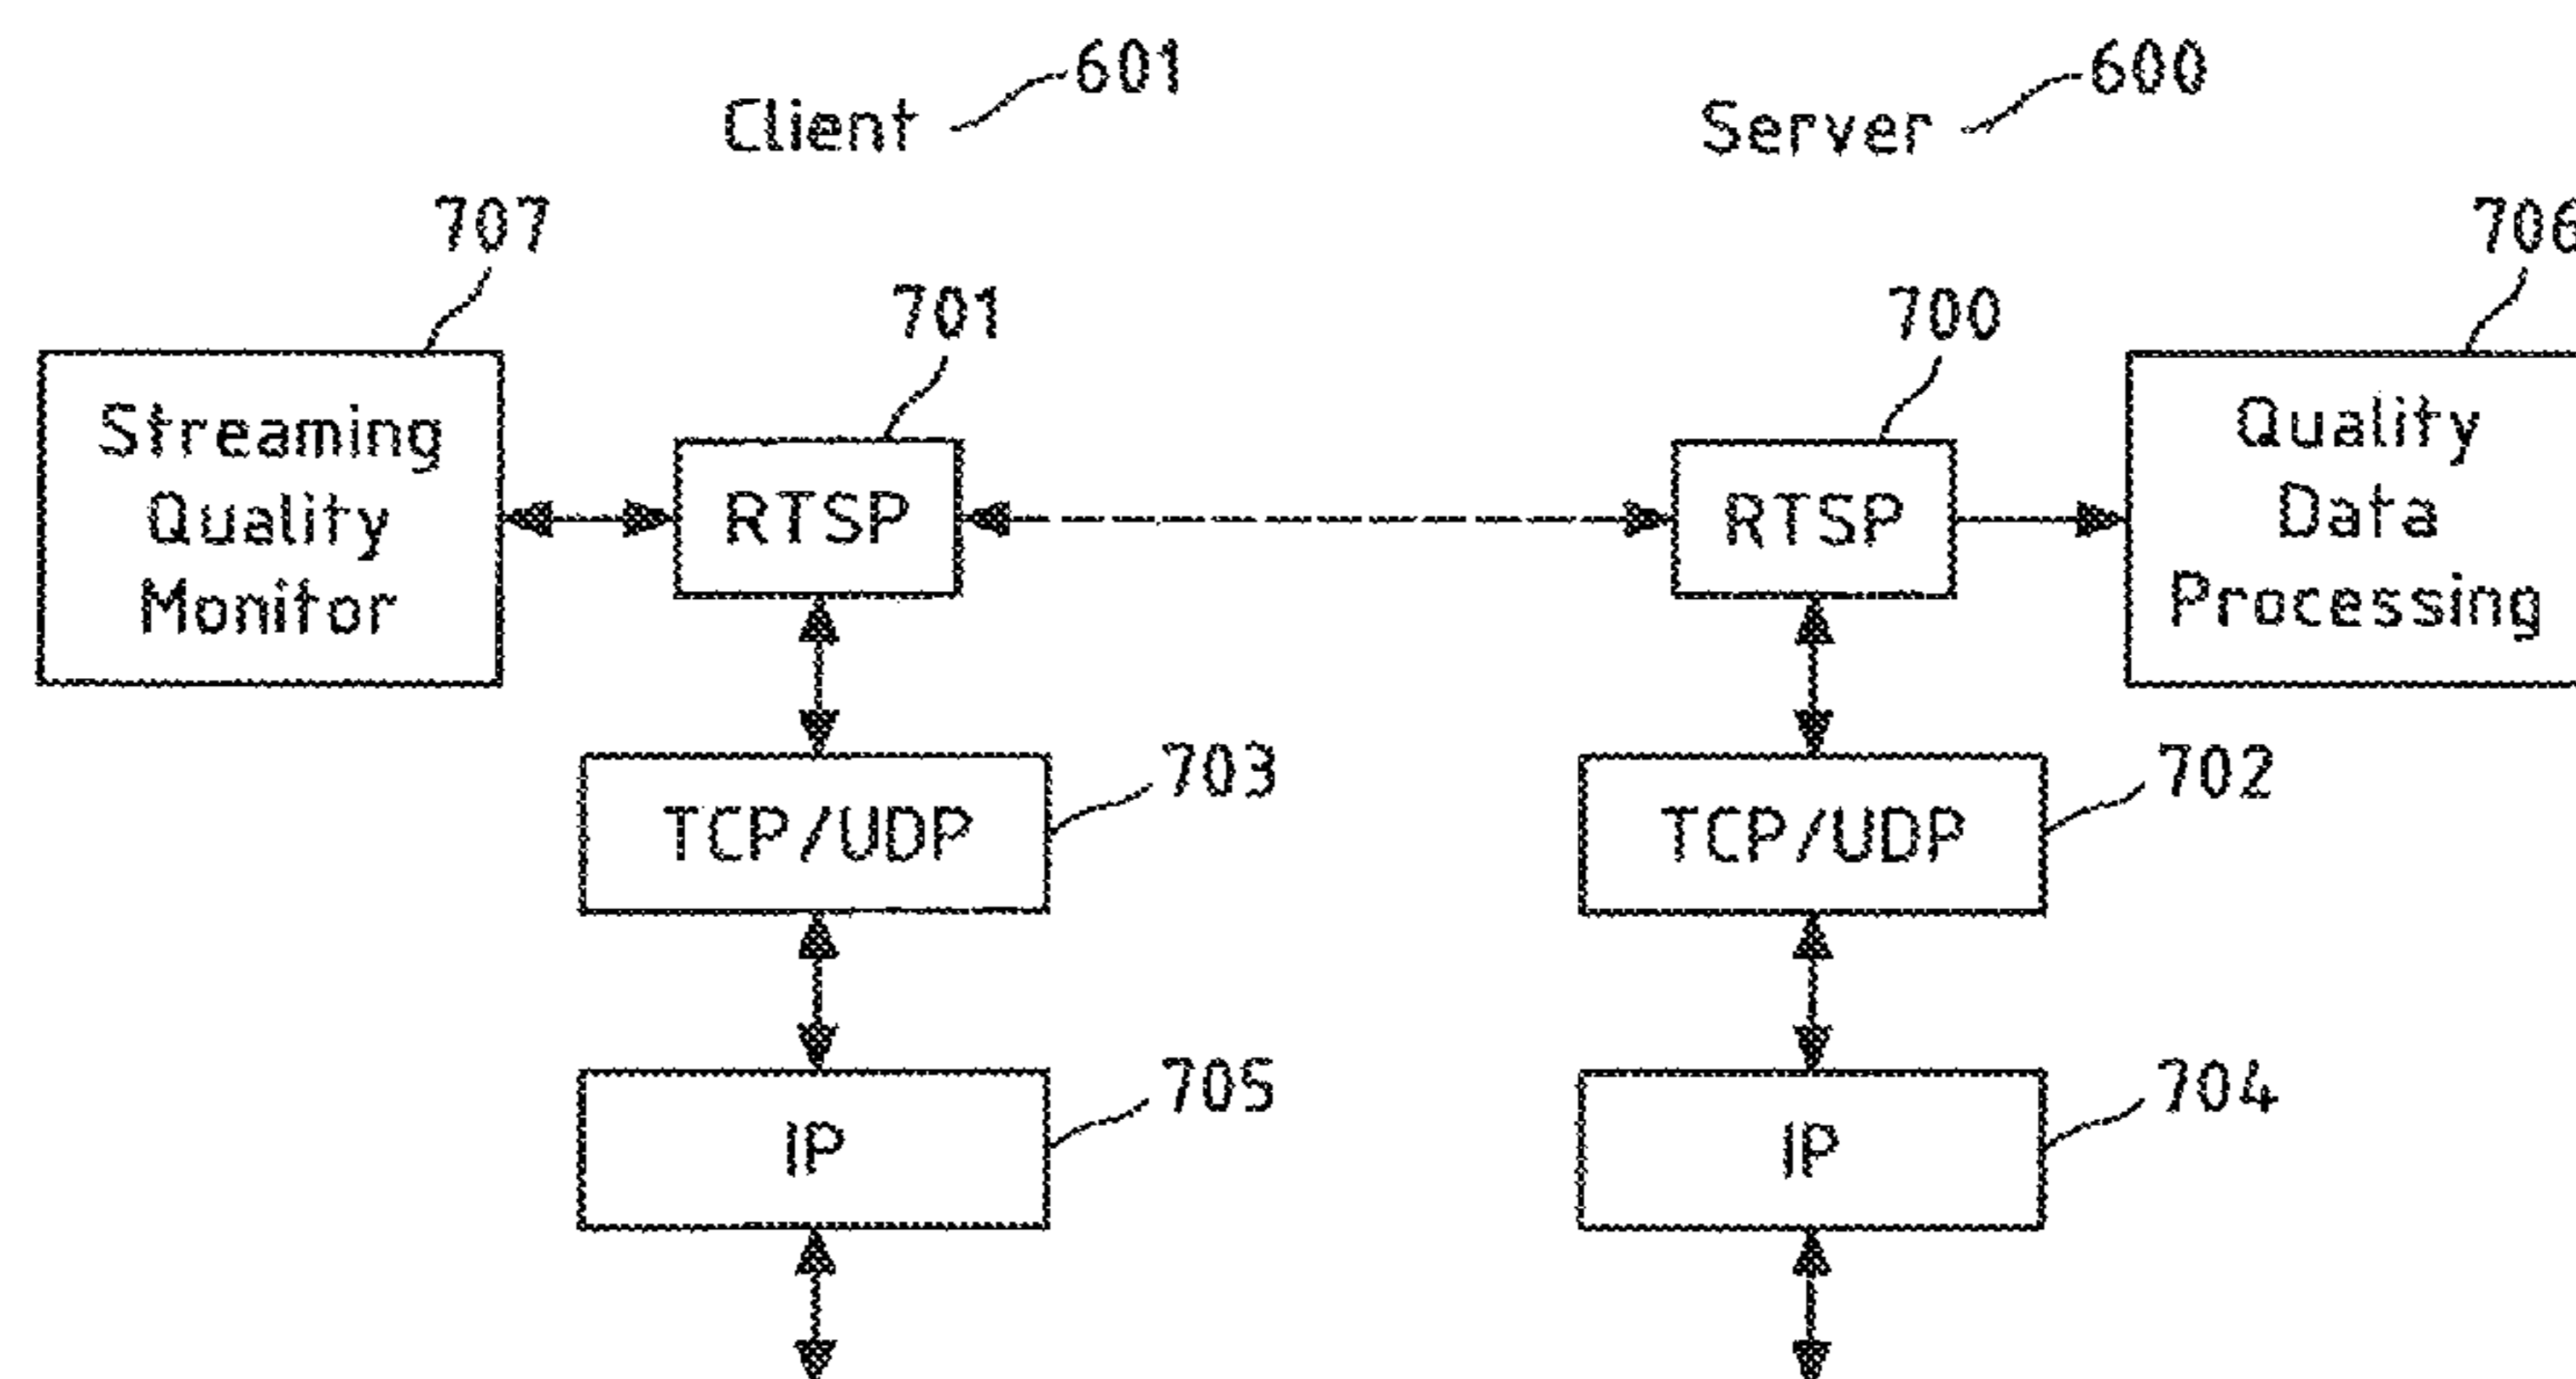 Client 601
Server 600
707
701
700
706
Streaming
Quality
Monitor
RTSP
RTSP
Quality
Data
Processing
TCP/UDP 703
TCP/UDP 702
IP 705
IP 704